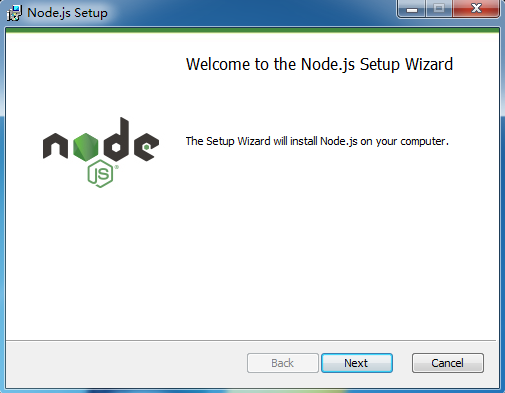 Node.js Setup
Welcome to the Node.js Setup Wizard
node
JS®
The Setup Wizard will install Node.js on your computer.
Back
Next
Cancel